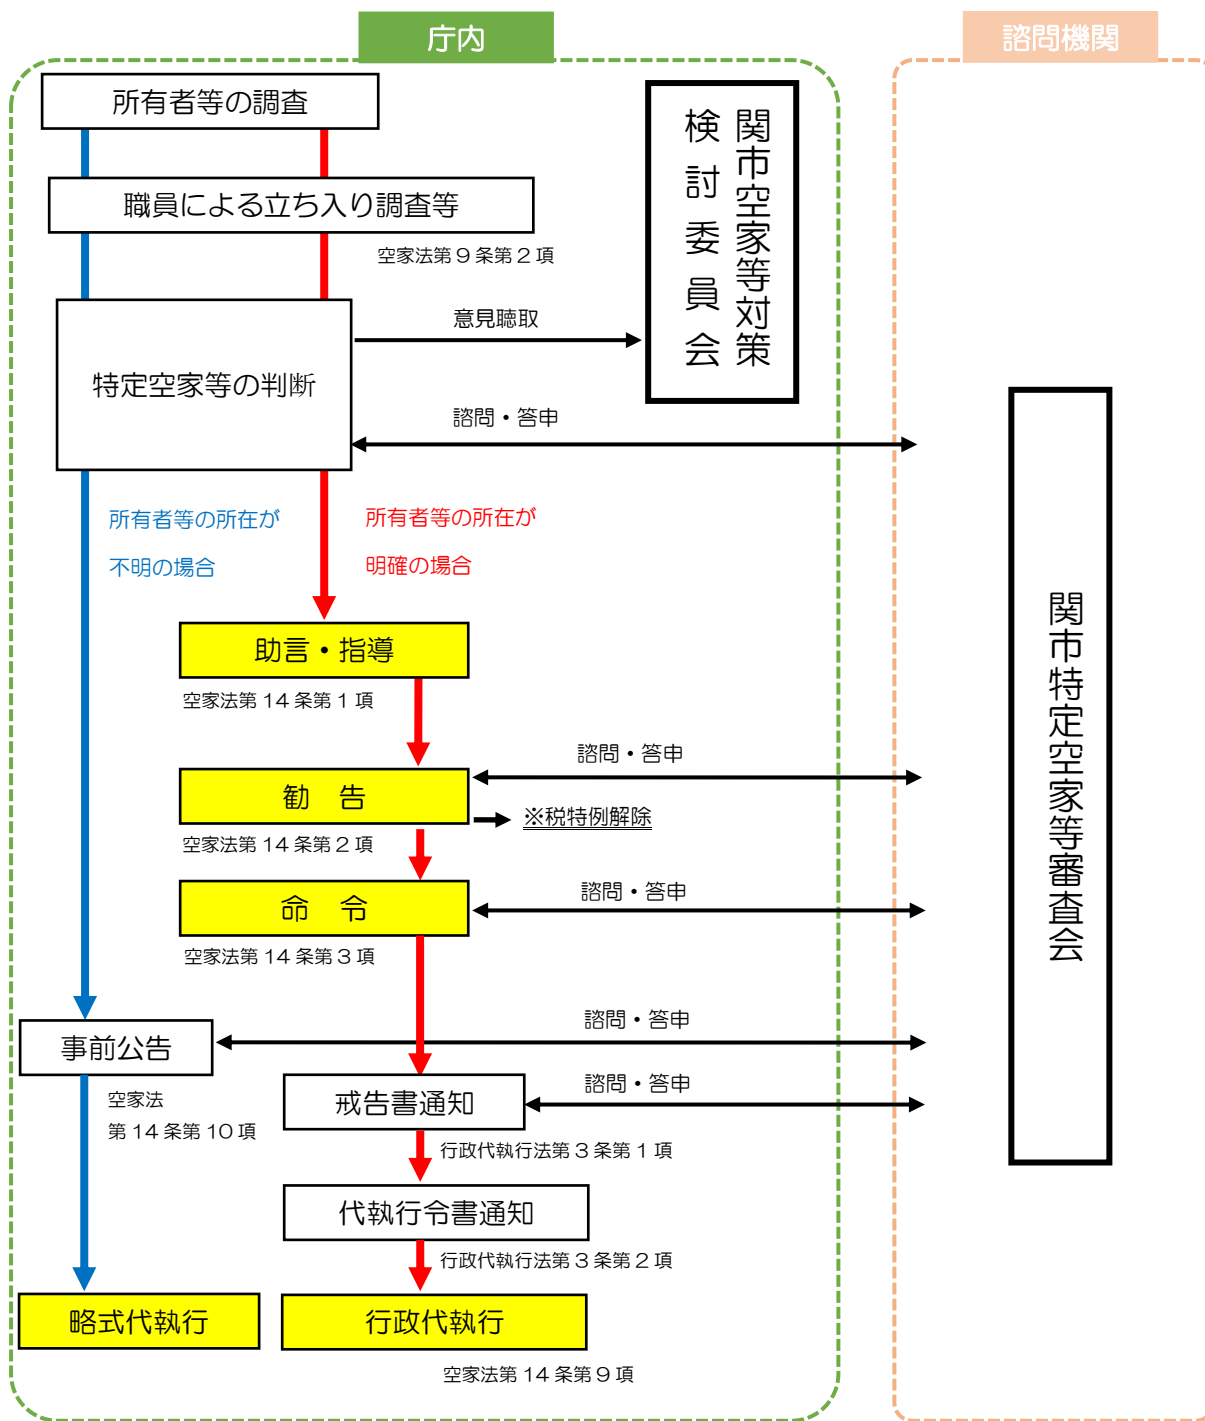 庁内
諮問機関
所有者等の調査
職員による立ち入り調査等
空家法第9条第2項
関市空家等対策
検討委員会
意見聴取
特定空家等の判断
諮問・答申
所有者等の所在が
不明の場合
所有者等の所在が
明確の場合
関市特定空家等審査会
助言・指導
空家法第14条第1項
諮問・答申
勧　告
※税特例解除
空家法第14条第2項
諮問・答申
命　令
空家法第14条第3項
諮問・答申
事前公告
空家法
第14条第10項
諮問・答申
戒告書通知
行政代執行法第3条第1項
代執行令書通知
行政代執行法第3条第2項
略式代執行
行政代執行
空家法第14条第9項